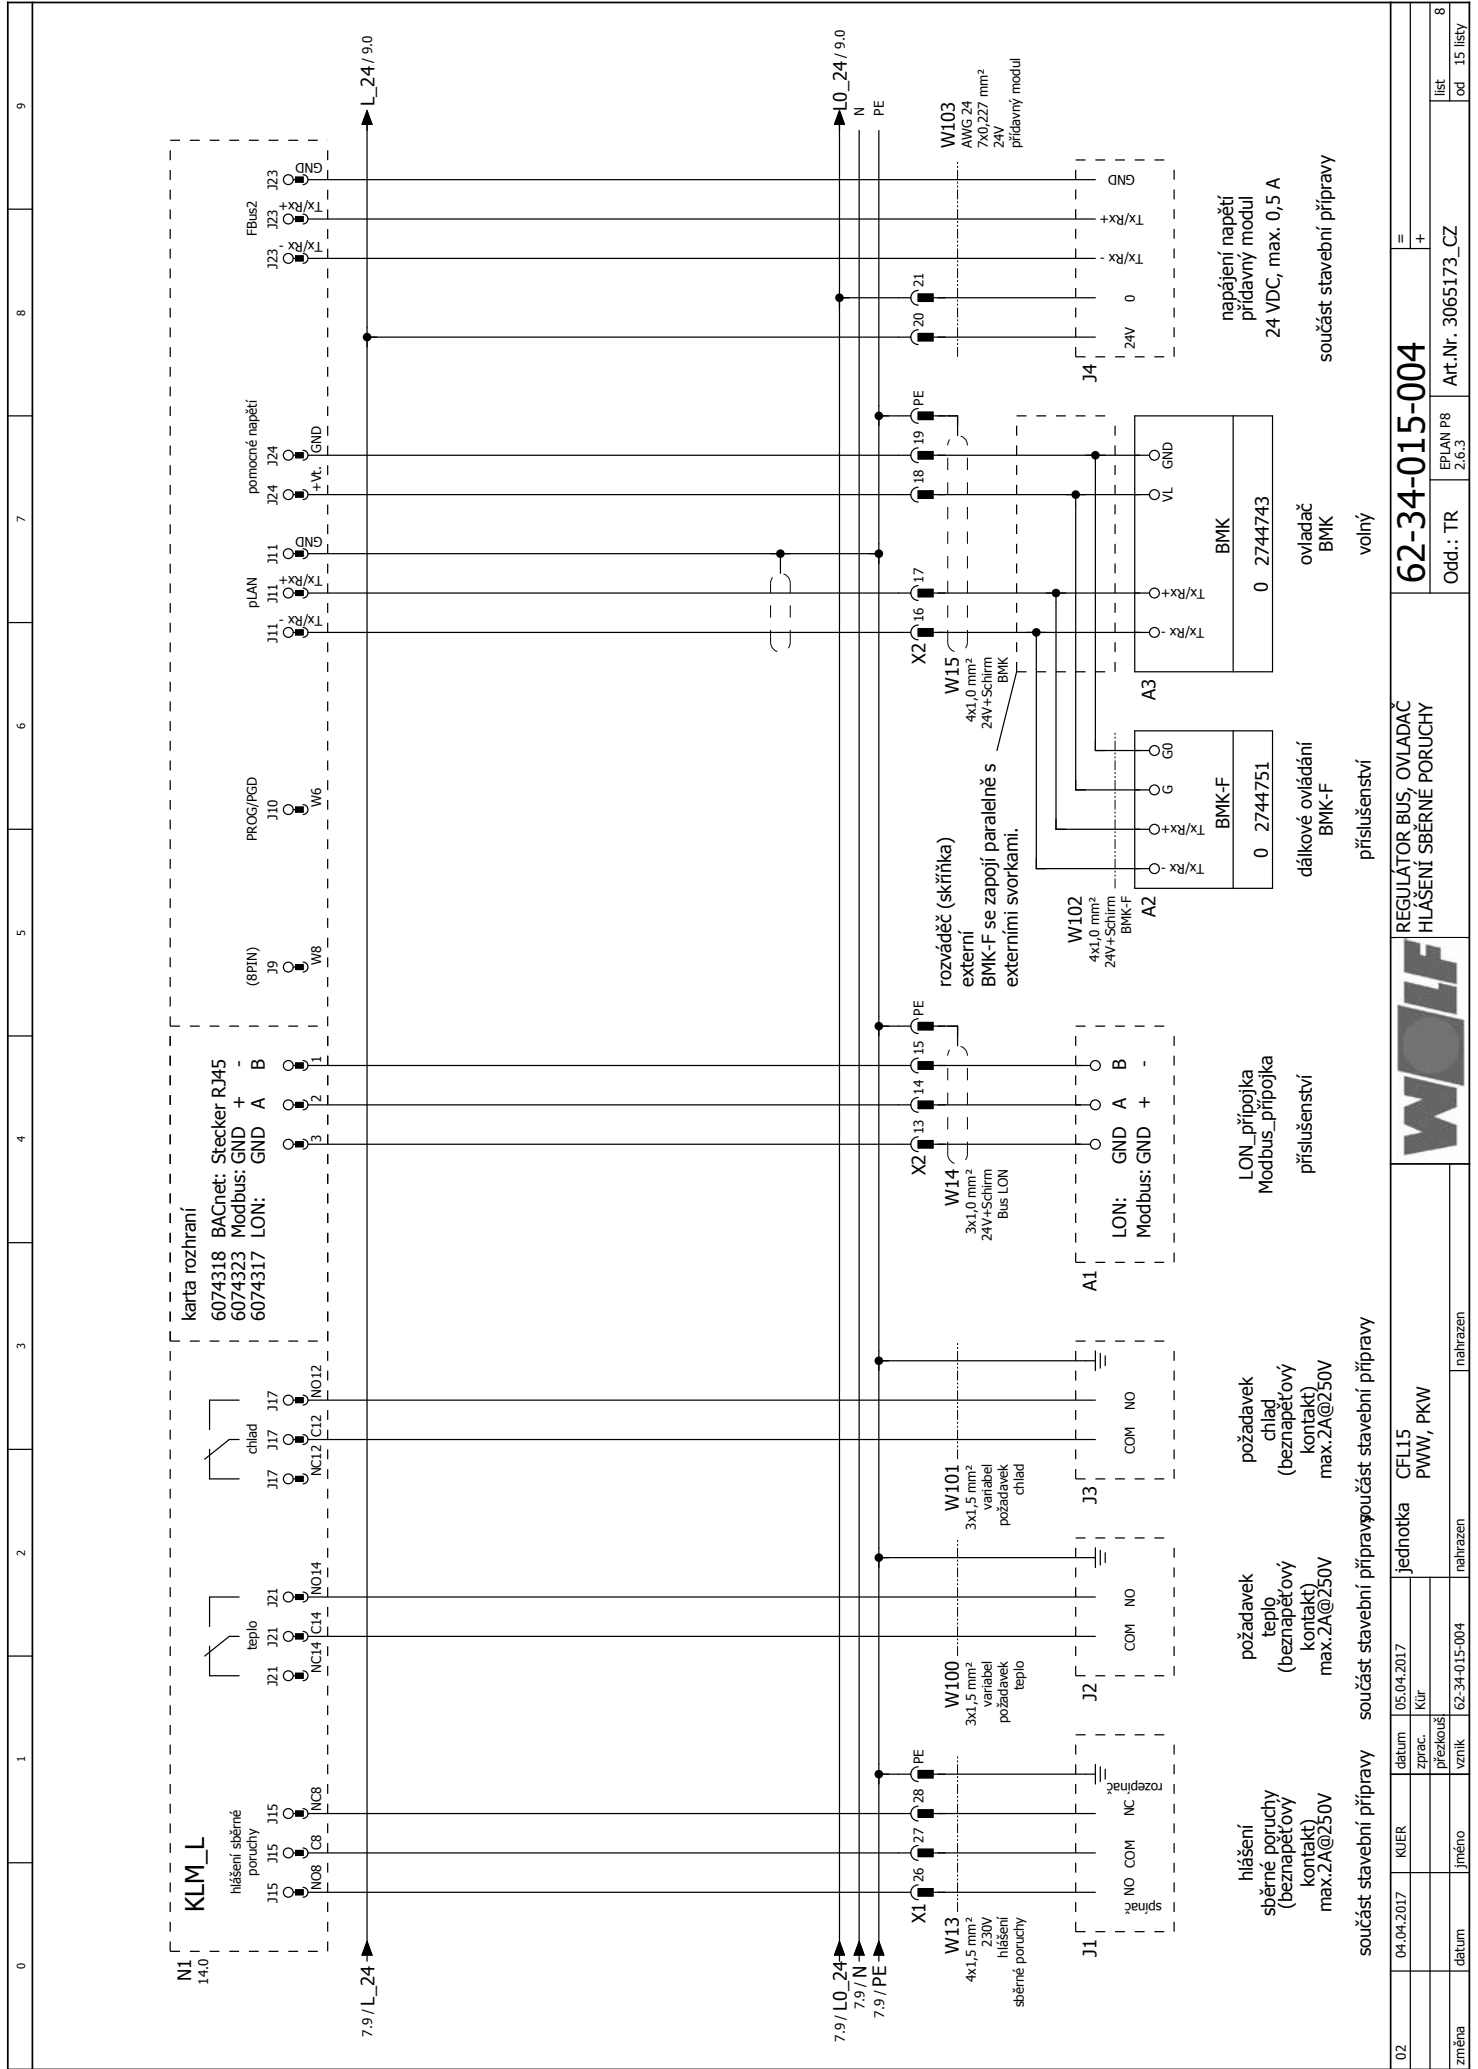 0 1 2 3 4 5 6 7 8 9
N1
14.0
KLM_L
hlášení sběrné
poruchy
J15 J15 J15
NO8 C8 NC8
teplo
J21 J21 J21
NC14 C14 NO14
chlad
J17 J17 J17
NC12 C12 NO12
karta rozhraní
6074318 BACnet: Stecker RJ45
6074323 Modbus: GND + -
6074317 LON: GND A B
3 2 1
(8PIN)
J9
W8
PROG/PGD
J10
W6
pLAN
J11 J11 J11
Tx/Rx - Tx/Rx+ GND
pomocné napětí
J24 J24
+Vt. GND
FBus2
J23 J23 J23
Tx/Rx - Tx/Rx+ GND
7.9 / L_24
L_24 / 9.0
7.9 / L0_24
7.9 / N
7.9 / PE
L0_24 / 9.0
N
PE
X1 26 27 28 PE
X2 13 14 15 PE
X2 16 17 18 19 PE
20 21
W13
4x1,5 mm²
230V
hlášení
sběrné poruchy
W100
3x1,5 mm²
variabel
požadavek
teplo
W101
3x1,5 mm²
variabel
požadavek
chlad
W14
3x1,0 mm²
24V+Schirm
Bus LON
W15
4x1,0 mm²
24V+Schirm
BMK
W103
AWG 24
7x0,227 mm²
24V
přídavný modul
rozváděč (skříňka)
externí
BMK-F se zapojí paralelně s
externími svorkami.
W102
4x1,0 mm²
24V+Schirm
BMK-F
J1
NO COM NC
spínač
rozepínač
J2
COM NO
J3
COM NO
A1
LON: GND A B
Modbus: GND + -
A2
Tx/Rx - Tx/Rx+ G G0
BMK-F
0 2744751
A3
Tx/Rx - Tx/Rx+ VL GND
BMK
0 2744743
J4
24V 0 Tx/Rx - Tx/Rx+ GND
hlášení
sběrné poruchy
(beznapěťový
kontakt)
max.2A@250V
součást stavební přípravy
požadavek
teplo
(beznapěťový
kontakt)
max.2A@250V
součást stavební přípravy
požadavek
chlad
(beznapěťový
kontakt)
max.2A@250V
součást stavební přípravy
LON_přípojka
Modbus_přípojka
příslušenství
dálkové ovládání
BMK-F
příslušenství
ovladač
BMK
volný
napájení napětí
přídavný modul
24 VDC, max. 0,5 A
součást stavební přípravy
02 04.04.2017 KUER
změna datum jméno
datum 05.04.2017
zprac. Kür
přezkouš.
vznik 62-34-015-004
jednotka CFL15
PWW, PKW
nahrazen nahrazen
WOLF
REGULÁTOR BUS, OVLADAČ
HLÁŠENÍ SBĚRNÉ PORUCHY
62-34-015-004
= +
Odd.: TR
EPLAN P8
2.6.3
Art.Nr. 3065173_CZ
list 8
od 15 listy